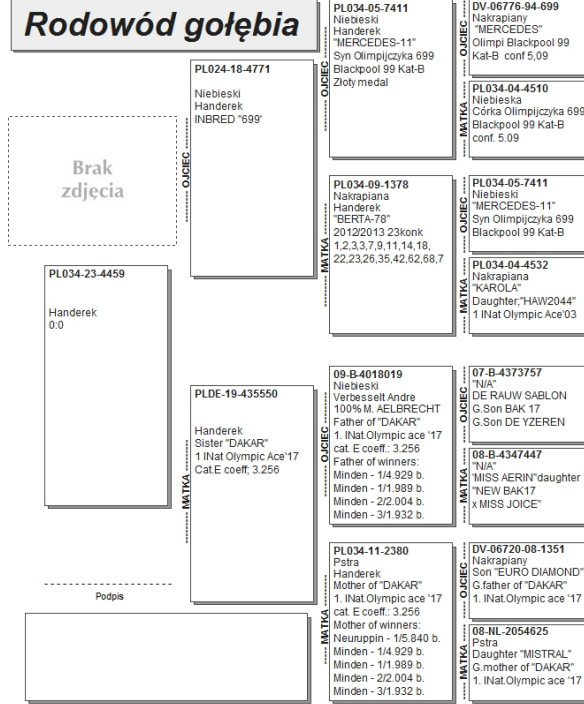 Rodowód gołębia
Brak
zdjęcia
PL034-23-4459
Handerek
0:0
Podpis
OJCIEC
PL024-18-4771
Niebieski
Handerek
INBRED "699'
MATKA
PLDE-19-435550
Handerek
Sister "DAKAR"
1 INat Olympic Ace'17
Cat.E coeff; 3.256
OJCIEC
PL034-05-7411
Niebieski
Handerek
"MERCEDES-11"
Syn Olimpijczyka 699
Blackpool 99 Kat-B
Złoty medal
MATKA
PL034-09-1378
Nakrapiana
Handerek
"BERTA-78"
2012/2013 23konk
1,2,3,3,7,9,11,14,18,
22,23,26,35,42,62,68,7
OJCIEC
09-B-4018019
Niebieski
Verbesselt Andre
100% M. AELBRECHT
Father of "DAKAR"
1. INat.Olympic ace '17
cat. E coeff.: 3.256
Father of winners:
Minden - 1/4.929 b.
Minden - 1/1.989 b.
Minden - 2/2.004 b.
Minden - 3/1.932 b.
MATKA
PL034-11-2380
Pstra
Handerek
Mother of "DAKAR"
1. INat.Olympic ace '17
cat. E coeff.: 3.256
Mother of winners:
Neuruppin - 1/5.840 b.
Minden - 1/4.929 b.
Minden - 1/1.989 b.
Minden - 2/2.004 b.
Minden - 3/1.932 b.
OJCIEC
DV-06776-94-699
Nakrapiany
"MERCEDES"
Olimpi Blackpool 99
Kat-B conf 5,09
MATKA
PL034-04-4510
Niebieska
Córka Olimpijczyka 699
Blackpool 99 Kat-B
conf. 5.09
OJCIEC
PL034-05-7411
Niebieski
"MERCEDES-11"
Syn Olimpijczyka 699
Blackpool 99 Kat-B
MATKA
PL034-04-4532
Nakrapiana
"KAROLA"
Daughter;"HAW2044"
1 INat Olympic Ace'03
OJCIEC
07-B-4373757
"N/A"
DE RAUW SABLON
G.Son BAK 17
G.Son DE YZEREN
MATKA
08-B-4347447
"N/A"
"MISS AERIN"daughter
"NEW BAK17
x MISS JOICE"
OJCIEC
DV-06720-08-1351
Nakrapiany
Son "EURO DIAMOND"
G.father of "DAKAR"
1. INat.Olympic ace '17
MATKA
08-NL-2054625
Pstra
Daughter "MISTRAL"
G.mother of "DAKAR"
1. INat.Olympic ace '17